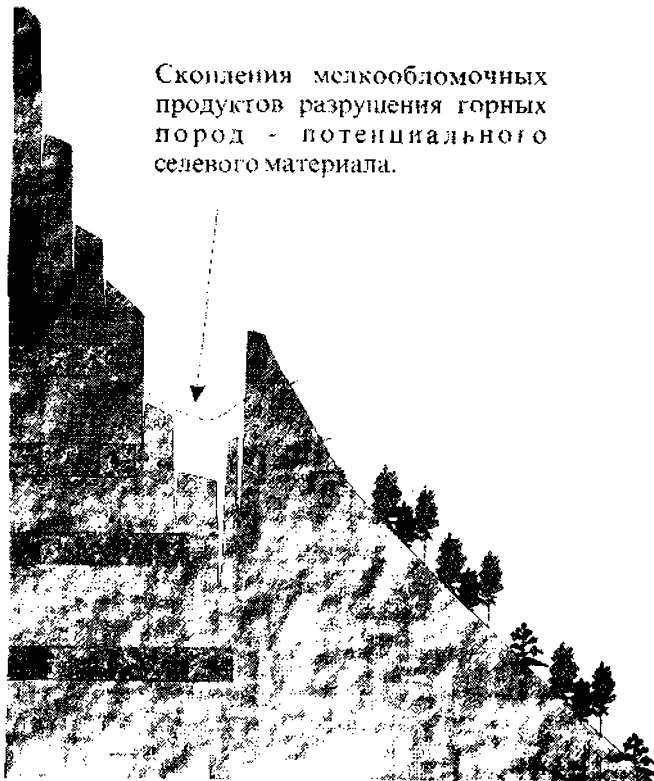 Скопления мелкообломочных
продуктов разрушения горных
пород - потенциального
селевого материала.